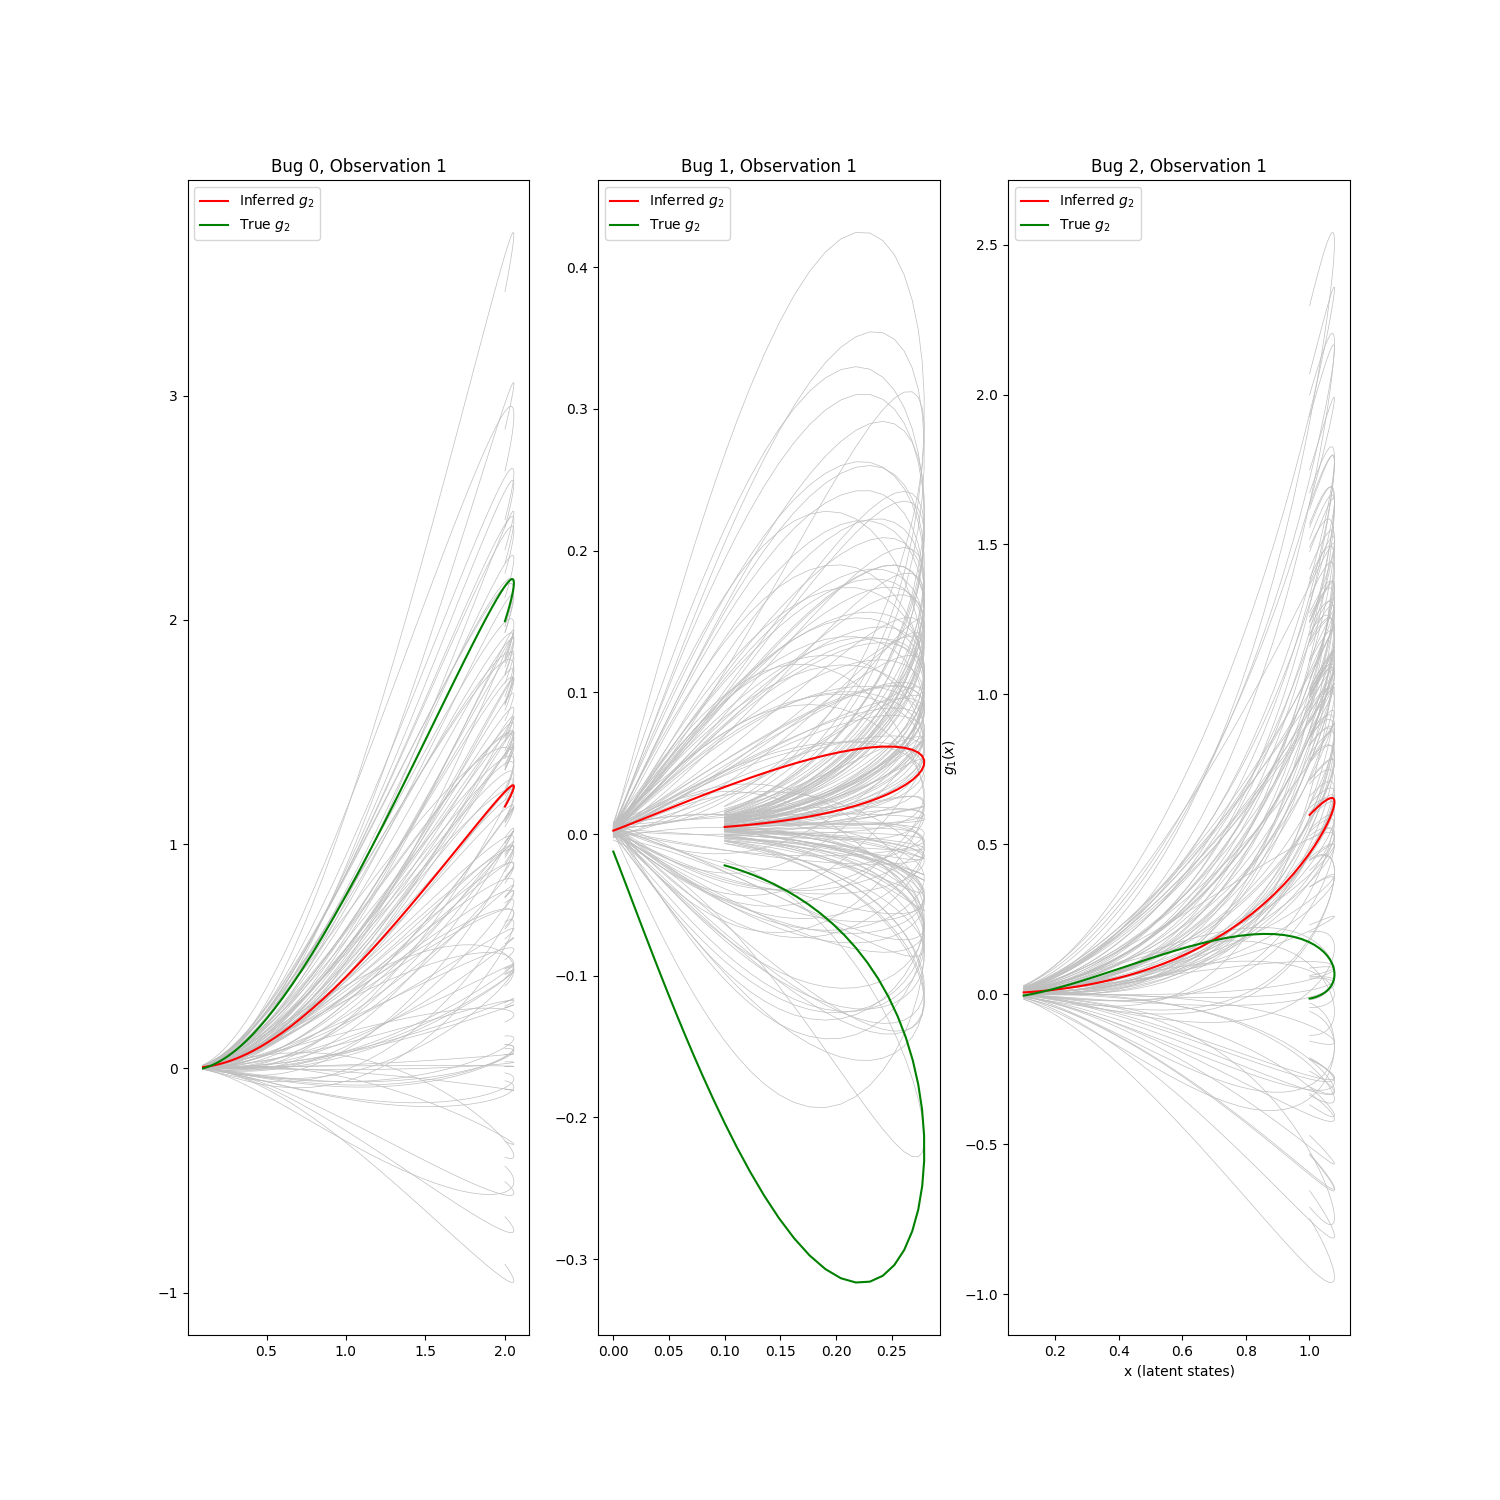 Bug 0, Observation 1
Inferred g₂
True g₂
3
2
1
0
−1
0.5 1.0 1.5 2.0
Bug 1, Observation 1
Inferred g₂
True g₂
0.4
0.3
0.2
0.1
0.0
−0.1
−0.2
−0.3
0.00 0.05 0.10 0.15 0.20 0.25
Bug 2, Observation 1
Inferred g₂
True g₂
g₁(x)
2.5
2.0
1.5
1.0
0.5
0.0
−0.5
−1.0
0.2 0.4 0.6 0.8 1.0
x (latent states)